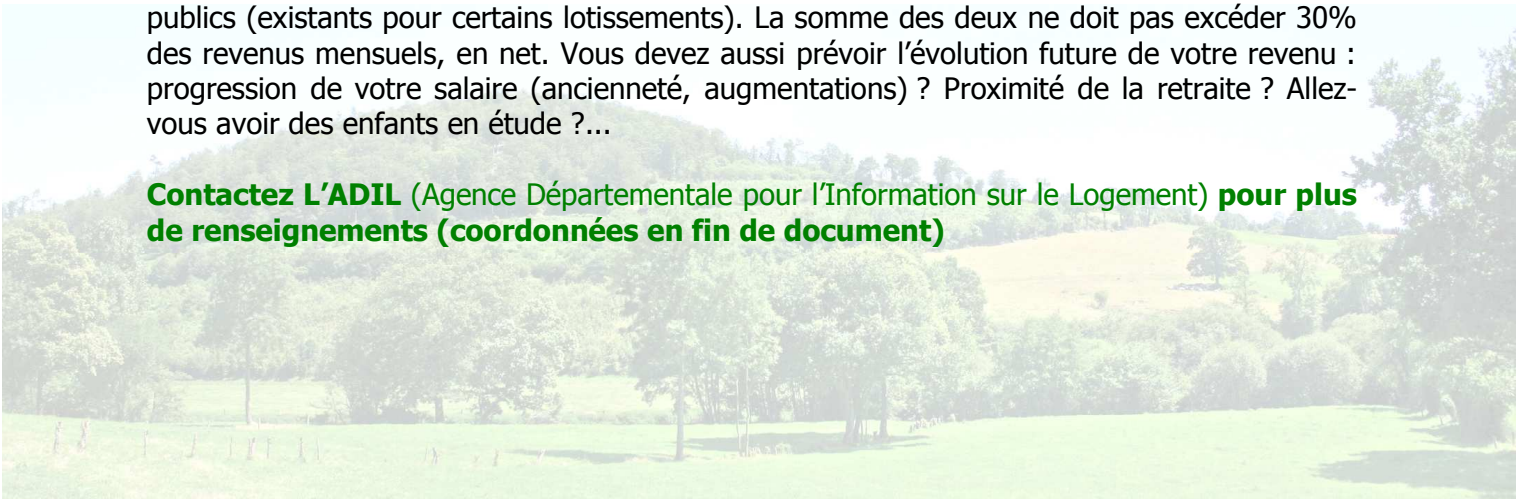 publics (existants pour certains lotissements). La somme des deux ne doit pas excéder 30%
des revenus mensuels, en net. Vous devez aussi prévoir l’évolution future de votre revenu :
progression de votre salaire (ancienneté, augmentations) ? Proximité de la retraite ? Allez-
vous avoir des enfants en étude ?...
Contactez L’ADIL (Agence Départementale pour l’Information sur le Logement) pour plus
de renseignements (coordonnées en fin de document)